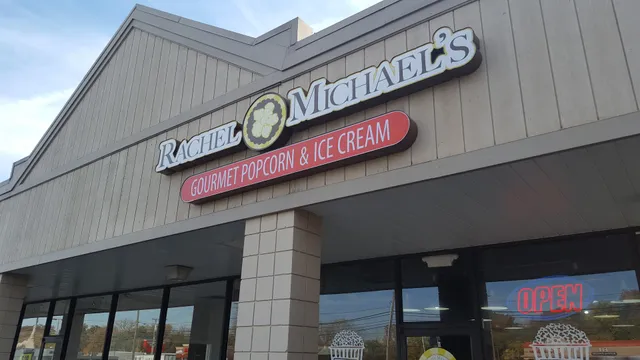 RACHEL MICHAEL'S
GOURMET POPCORN & ICE CREAM
OPEN